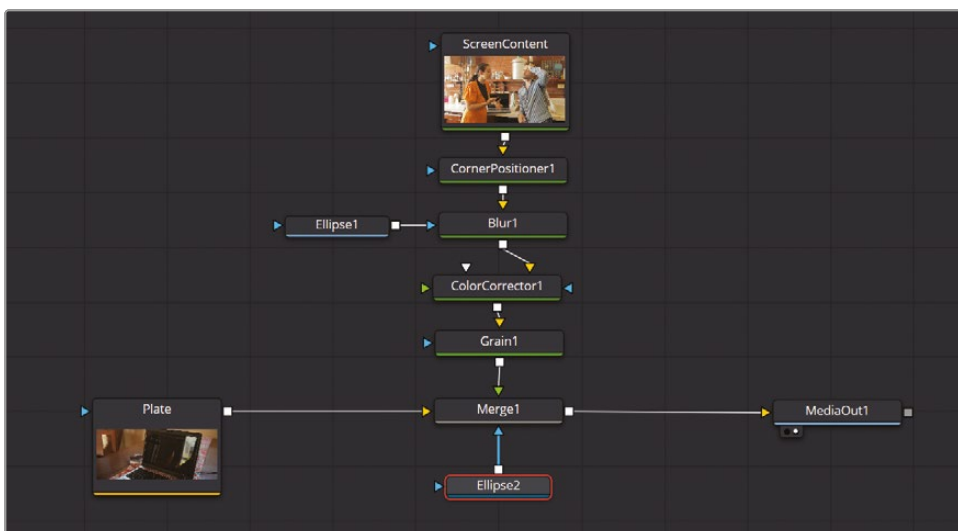 ScreenContent
CornerPositioner1
Ellipse1
Blur1
ColorCorrector1
Grain1
Plate
Merge1
MediaOut1
Ellipse2